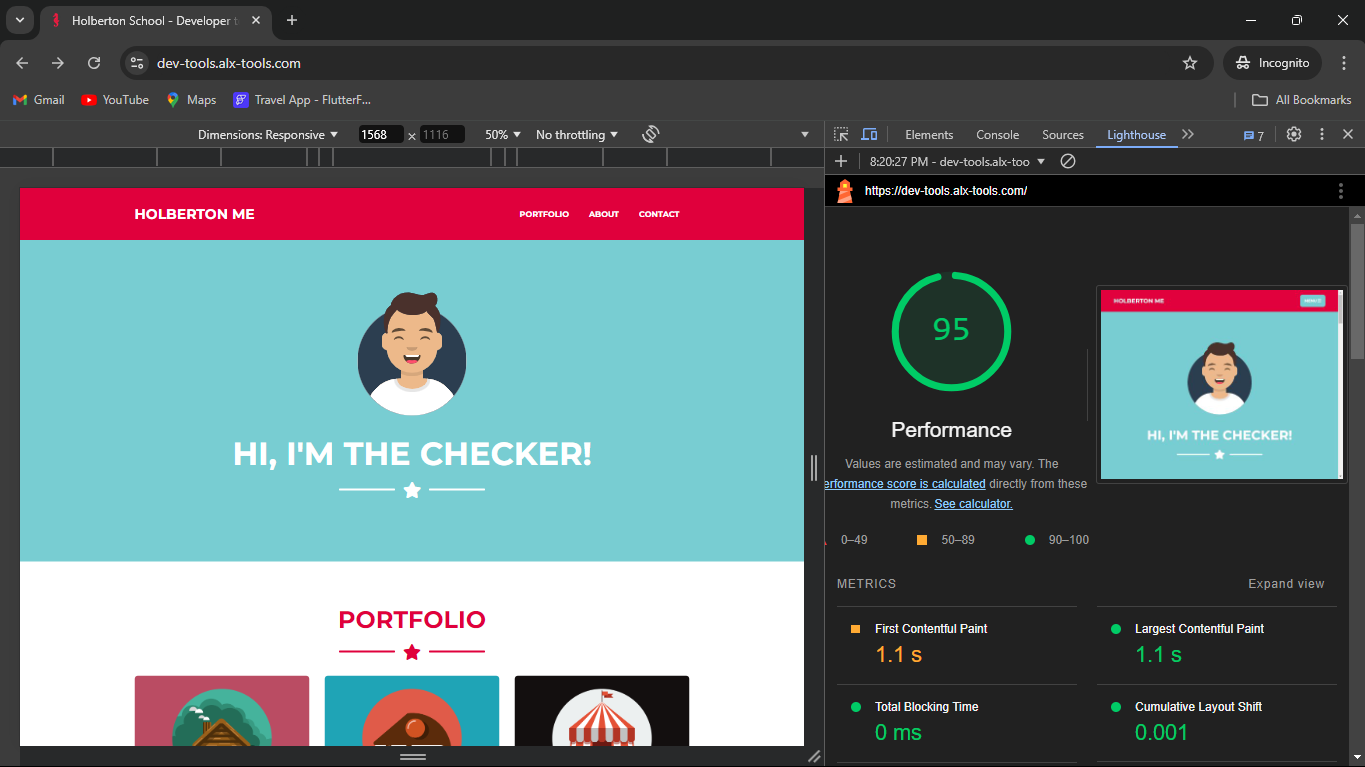 Holberton School - Developer t
dev-tools.alx-tools.com
Incognito
Gmail
YouTube
Maps
Travel App - FlutterF...
All Bookmarks
Dimensions: Responsive
1568 × 1116
50%
No throttling
Elements
Console
Sources
Lighthouse
7
8:20:27 PM - dev-tools.alx-too
https://dev-tools.alx-tools.com/
HOLBERTON ME
PORTFOLIO
ABOUT
CONTACT
HI, I'M THE CHECKER!
PORTFOLIO
95
Performance
Values are estimated and may vary. The
erformance score is calculated directly from these
metrics. See calculator.
0–49
50–89
90–100
HOLBERTON ME
HI, I'M THE CHECKER!
METRICS
Expand view
First Contentful Paint
1.1 s
Largest Contentful Paint
1.1 s
Total Blocking Time
0 ms
Cumulative Layout Shift
0.001